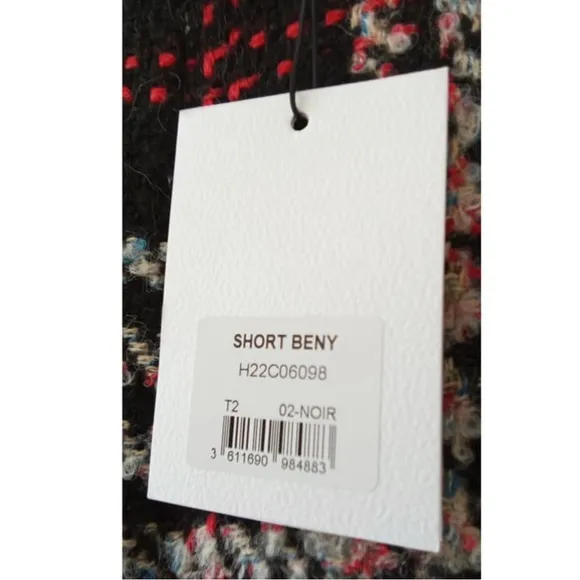 SHORT BENY
H22C06098
T2 02-NOIR
3 611690 984883